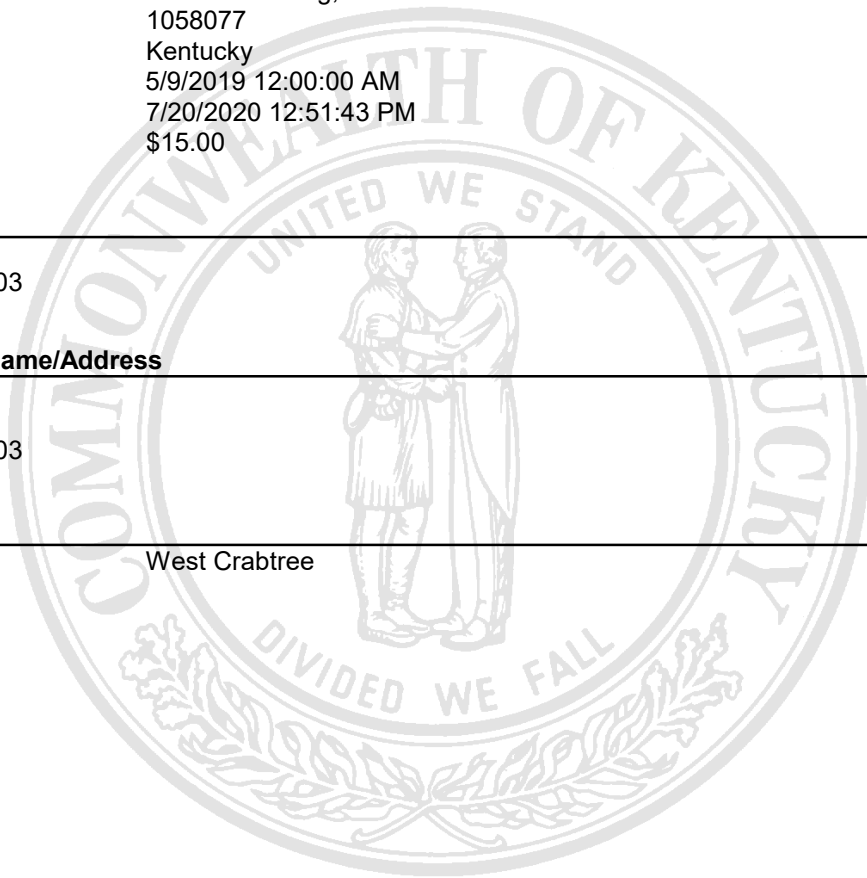 1058077
Kentucky
5/9/2019 12:00:00 AM
7/20/2020 12:51:43 PM
$15.00
COMMONWEALTH OF KENTUCKY
UNITED WE STAND
03
ame/Address
03
West Crabtree
DIVIDED WE FALL